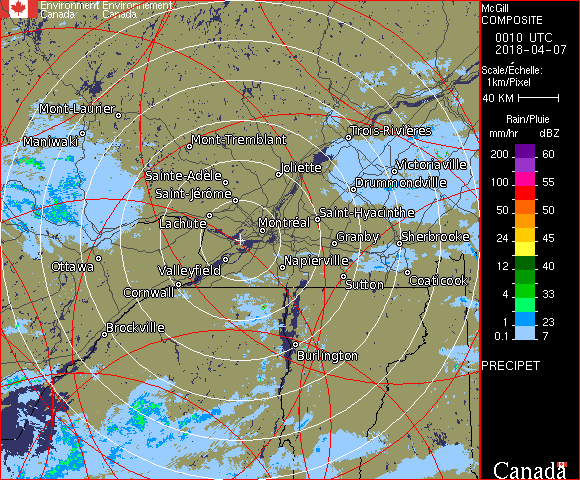 Environment Environnement
Canada Canada
Mont-Laurier
Maniwaki
Mont-Tremblant
Trois-Rivières
Joliette
Victoriaville
Sainte-Adèle
Drummondville
Saint-Jérôme
Saint-Hyacinthe
Lachute
Montréal
Granby
Sherbrooke
Ottawa
Valleyfield
Napierville
Coaticook
Cornwall
Sutton
Brockville
Burlington
McGill
COMPOSITE
0010 UTC
2018-04-07
Scale/Échelle:
1km/Pixel
40 KM
Rain/Pluie
mm/hr dBZ
200 60
100 55
50 50
24 45
12 40
4 33
1 23
0.1 7
PRECIPET
Canada